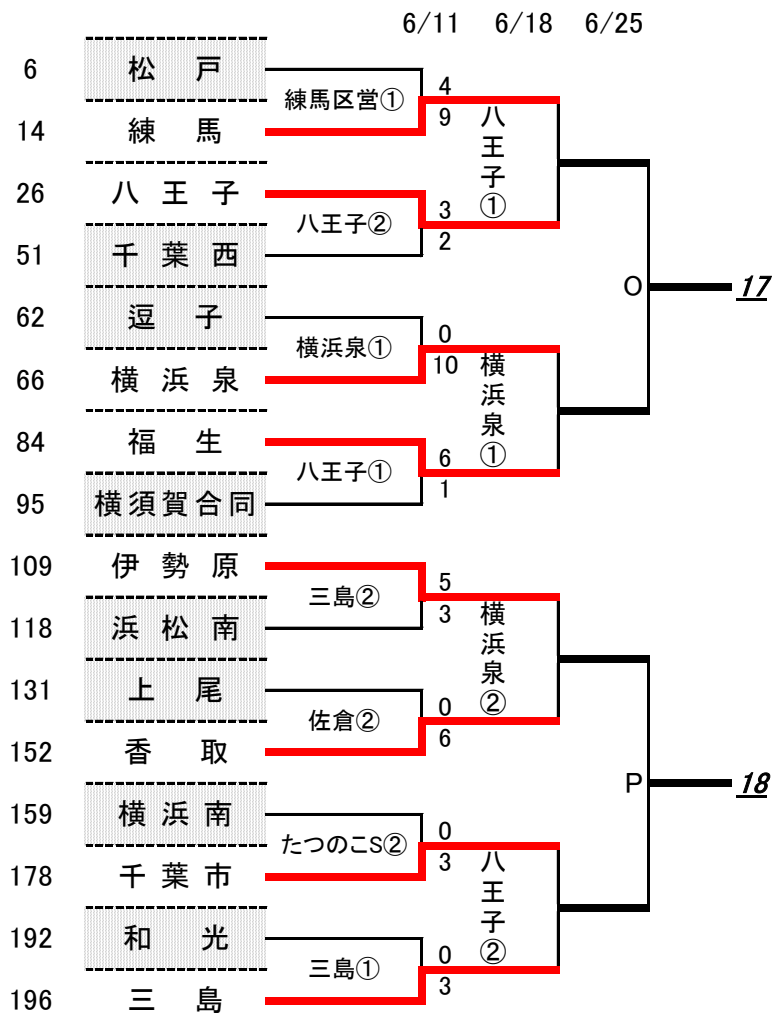 6/11 6/18 6/25
6 松戸
練馬区営① 4
14 練馬 9
八王子①
26 八王子 3
八王子② 2
51 千葉西
O 17
62 逗子 0
横浜泉① 10
66 横浜泉
横浜泉①
84 福生 6
八王子① 1
95 横須賀合同
109 伊勢原 5
三島② 3
118 浜松南
横浜泉②
131 上尾 0
佐倉② 6
152 香取
P 18
159 横浜南 0
たつのこS② 3
178 千葉市
八王子②
192 和光 0
三島① 3
196 三島